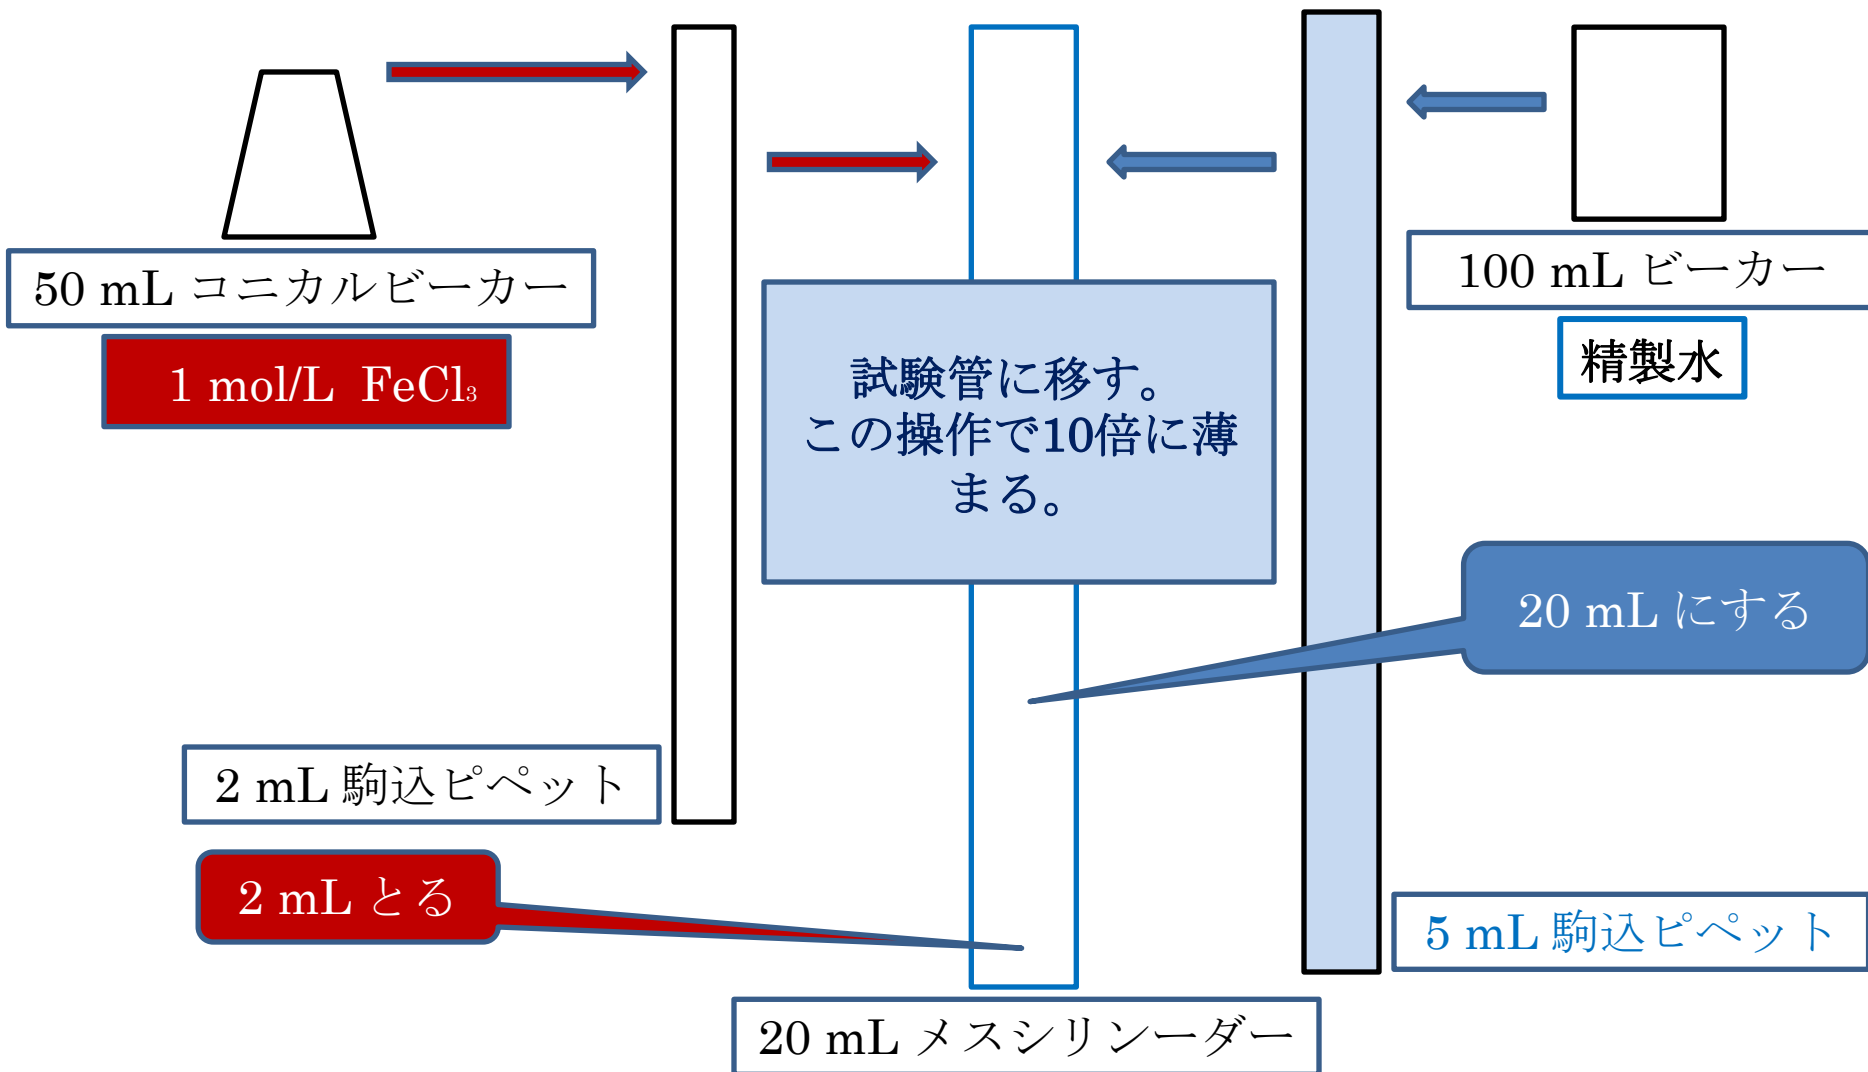 50 mL コニカルビーカー
1 mol/L FeCl₃
試験管に移す。
この操作で10倍に薄
まる。
100 mL ビーカー
精製水
20 mL にする
2 mL 駒込ピペット
2 mL とる
5 mL 駒込ピペット
20 mL メスシリンーダー